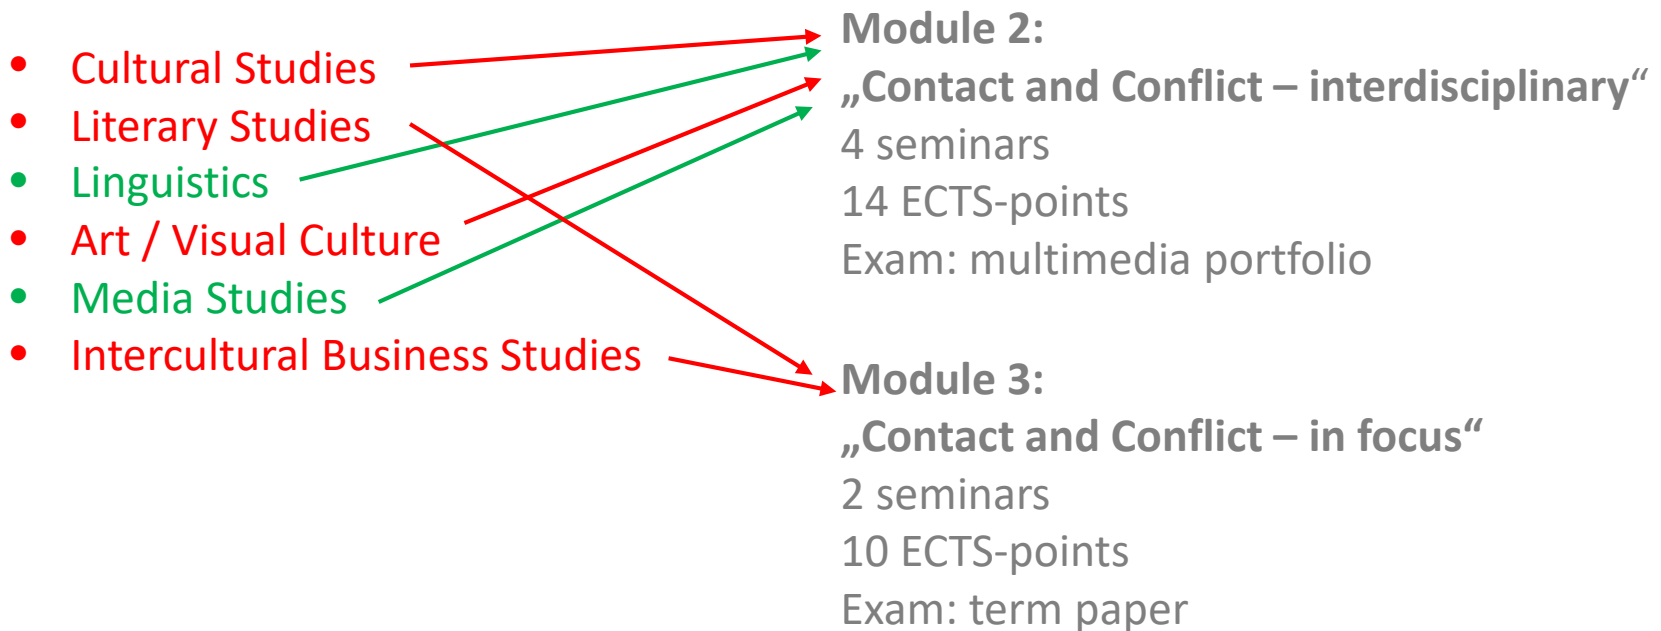 • Cultural Studies
• Literary Studies
• Linguistics
• Art / Visual Culture
• Media Studies
• Intercultural Business Studies
Module 2:
„Contact and Conflict – interdisciplinary“
4 seminars
14 ECTS-points
Exam: multimedia portfolio
Module 3:
„Contact and Conflict – in focus“
2 seminars
10 ECTS-points
Exam: term paper